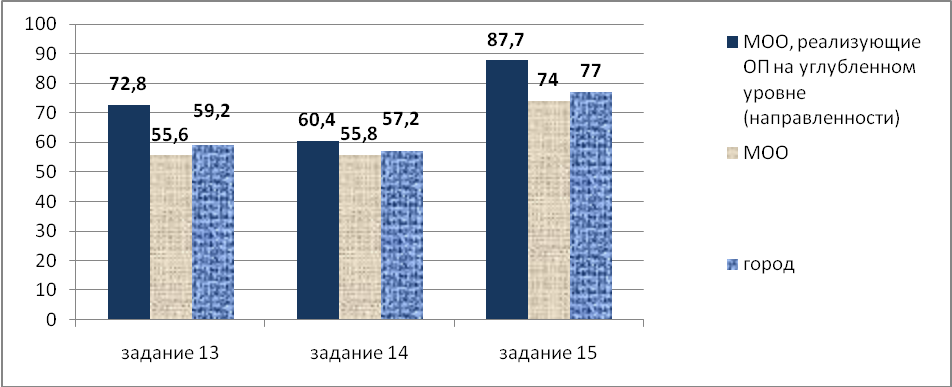 100
90
80
70
60
50
40
30
20
10
0
72,8
55,6
59,2
60,4
55,8
57,2
87,7
74
77
задание 13
задание 14
задание 15
МОО, реализующие
ОП на углубленном
уровне
(направленности)
МОО
город